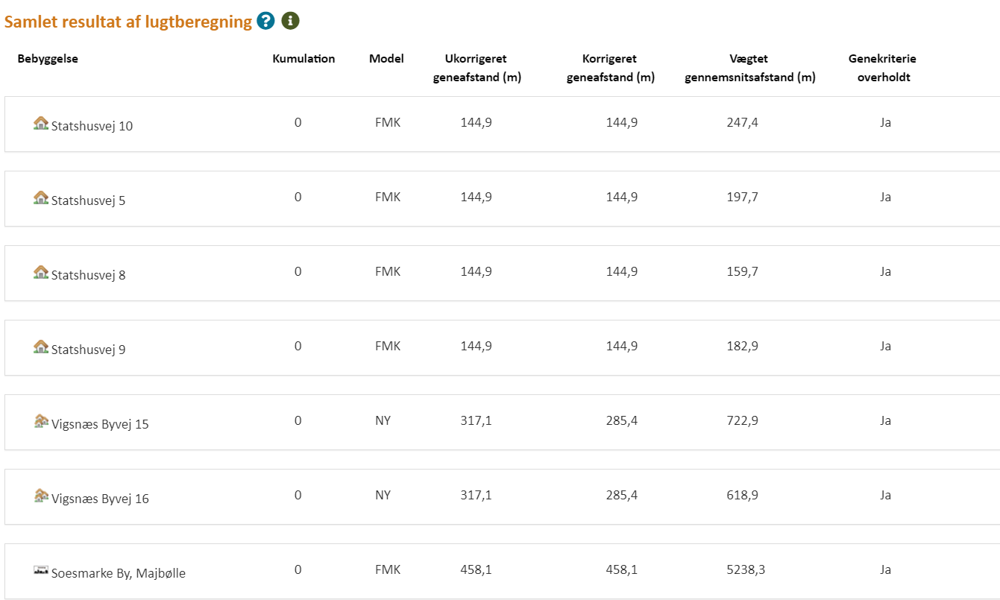 Samlet resultat af lugtberegning ? i
Bebyggelse Kumulation Model Ukorrigeret geneafstand (m) Korrigeret geneafstand (m) Vægtet gennemsnitsafstand (m) Genekriterie overholdt
Statshusvej 10 0 FMK 144,9 144,9 247,4 Ja
Statshusvej 5 0 FMK 144,9 144,9 197,7 Ja
Statshusvej 8 0 FMK 144,9 144,9 159,7 Ja
Statshusvej 9 0 FMK 144,9 144,9 182,9 Ja
Vigsnæs Byvej 15 0 NY 317,1 285,4 722,9 Ja
Vigsnæs Byvej 16 0 NY 317,1 285,4 618,9 Ja
Soesmarke By, Majbølle 0 FMK 458,1 458,1 5238,3 Ja